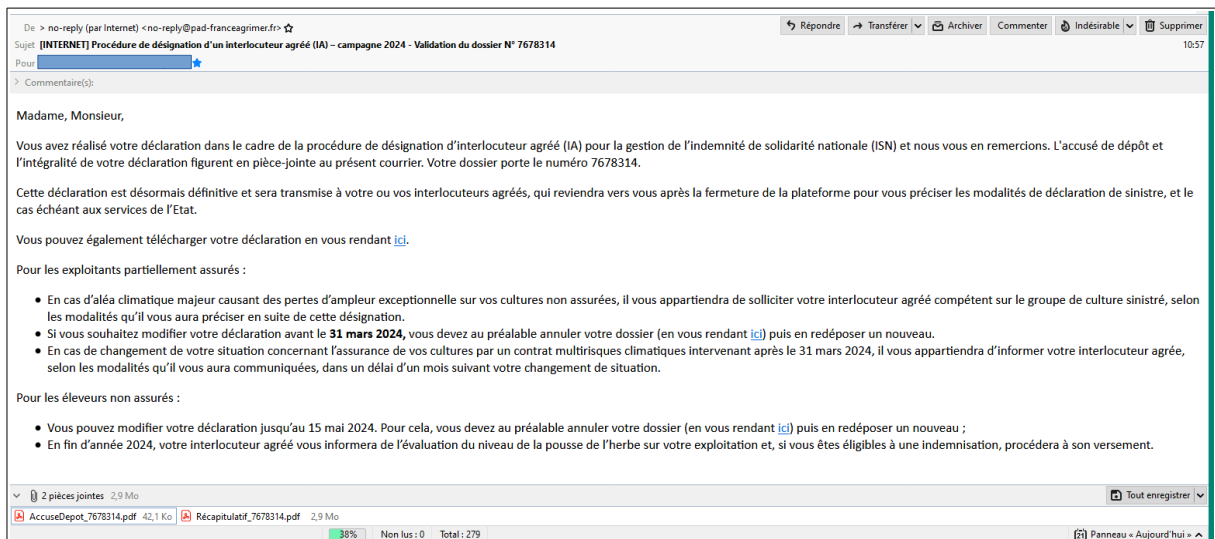 De > no-reply (par Internet) <no-reply@pad-franceagrimer.fr> Répondre Transférer Archiver Commenter Indésirable Supprimer
Sujet [INTERNET] Procédure de désignation d'un interlocuteur agréé (IA) – campagne 2024 - Validation du dossier N° 7678314 10:57
Pour
> Commentaire(s):
Madame, Monsieur,
Vous avez réalisé votre déclaration dans le cadre de la procédure de désignation d'interlocuteur agréé (IA) pour la gestion de l'indemnité de solidarité nationale (ISN) et nous vous en remercions. L'accusé de dépôt et
l'intégralité de votre déclaration figurent en pièce-jointe au présent courrier. Votre dossier porte le numéro 7678314.
Cette déclaration est désormais définitive et sera transmise à votre ou vos interlocuteurs agréés, qui reviendra vers vous après la fermeture de la plateforme pour vous préciser les modalités de déclaration de sinistre, et le
cas échéant aux services de l'Etat.
Vous pouvez également télécharger votre déclaration en vous rendant ici.
Pour les exploitants partiellement assurés :
• En cas d'aléa climatique majeur causant des pertes d'ampleur exceptionnelle sur vos cultures non assurées, il vous appartiendra de solliciter votre interlocuteur agréé compétent sur le groupe de culture sinistré, selon
les modalités qu'il vous aura préciser en suite de cette désignation.
• Si vous souhaitez modifier votre déclaration avant le 31 mars 2024, vous devez au préalable annuler votre dossier (en vous rendant ici) puis en redéposer un nouveau.
• En cas de changement de votre situation concernant l'assurance de vos cultures par un contrat multirisques climatiques intervenant après le 31 mars 2024, il vous appartiendra d'informer votre interlocuteur agrée,
selon les modalités qu'il vous aura communiquées, dans un délai d'un mois suivant votre changement de situation.
Pour les éleveurs non assurés :
• Vous pouvez modifier votre déclaration jusqu'au 15 mai 2024. Pour cela, vous devez au préalable annuler votre dossier (en vous rendant ici) puis en redéposer un nouveau ;
• En fin d'année 2024, votre interlocuteur agréé vous informera de l'évaluation du niveau de la pousse de l'herbe sur votre exploitation et, si vous êtes éligibles à une indemnisation, procédera à son versement.
2 pièces jointes 2,9 Mo Tout enregistrer
AccuseDepot_7678314.pdf 42,1 Ko Récapitulatif_7678314.pdf 2,9 Mo
38% Non lus : 0 Total : 279 Panneau « Aujourd'hui »